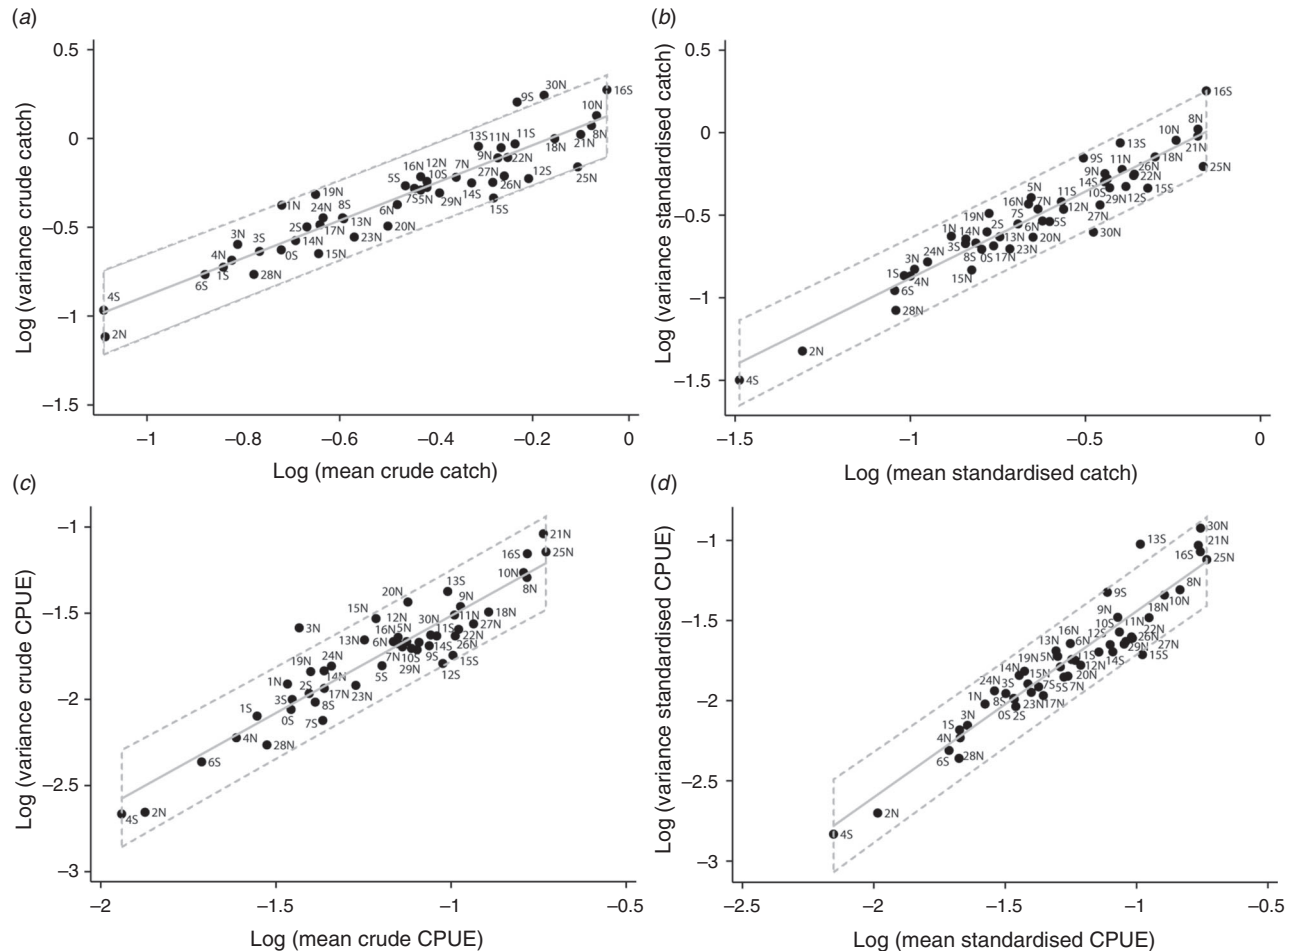 (a)
(b)
0.5
0
−0.5
−1
−1.5
Log (variance crude catch)
4S
2N
6S
1S
4N
3N
3S
28N
1N
0S
2S
14N
19N
24N
17N
15N
8S
13N
23N
6N
20N
5S
16N
12N
10S
7S
5N
29N
7N
14S
13S
9N
11N
27N
15S
26N
22N
11S
12S
9S
30N
18N
25N
21N
8N
10N
16S
−1
−0.8
−0.6
−0.4
−0.2
0
Log (mean crude catch)
0.5
0
−0.5
−1
−1.5
Log (variance standardised catch)
4S
2N
28N
6S
1S
4N
3N
24N
1N
3S
14N
15N
8S
0S
2S
19N
17N
13N
7S
6N
20N
16N
5N
7N
5S
11S
12N
9S
14S
9N
10S
27N
30N
29N
11N
13S
12S
26N
22N
15S
18N
10N
8N
21N
25N
16S
−1.5
−1
−0.5
0
Log (mean standardised catch)
(c)
(d)
−1
−1.5
−2
−2.5
−3
Log (variance crude CPUE)
4S
2N
6S
4N
1S
28N
1N
3S
0S
3N
2S
19N
8S
7S
24N
14N
17N
23N
13N
15N
5S
12N
16N
5N
20N
7N
10S
29N
30N
9S
11S
14S
12S
13S
9N
11N
22N
26N
15S
27N
18N
10N
8N
16S
21N
25N
−2
−1.5
−1
−0.5
Log (mean crude CPUE)
−1
−1.5
−2
−2.5
−3
Log (variance standardised CPUE)
4S
2N
6S
28N
4N
1S
3N
24N
8S
3S
0S
2S
14N
19N
15N
23N
7S
17N
13N
5N
16N
6N
5S
7N
20N
11S
12N
12S
14S
10S
9N
9S
29N
11N
22N
26N
27N
15S
13S
18N
10N
8N
16S
21N
30N
25N
−2.5
−2
−1.5
−1
−0.5
Log (mean standardised CPUE)